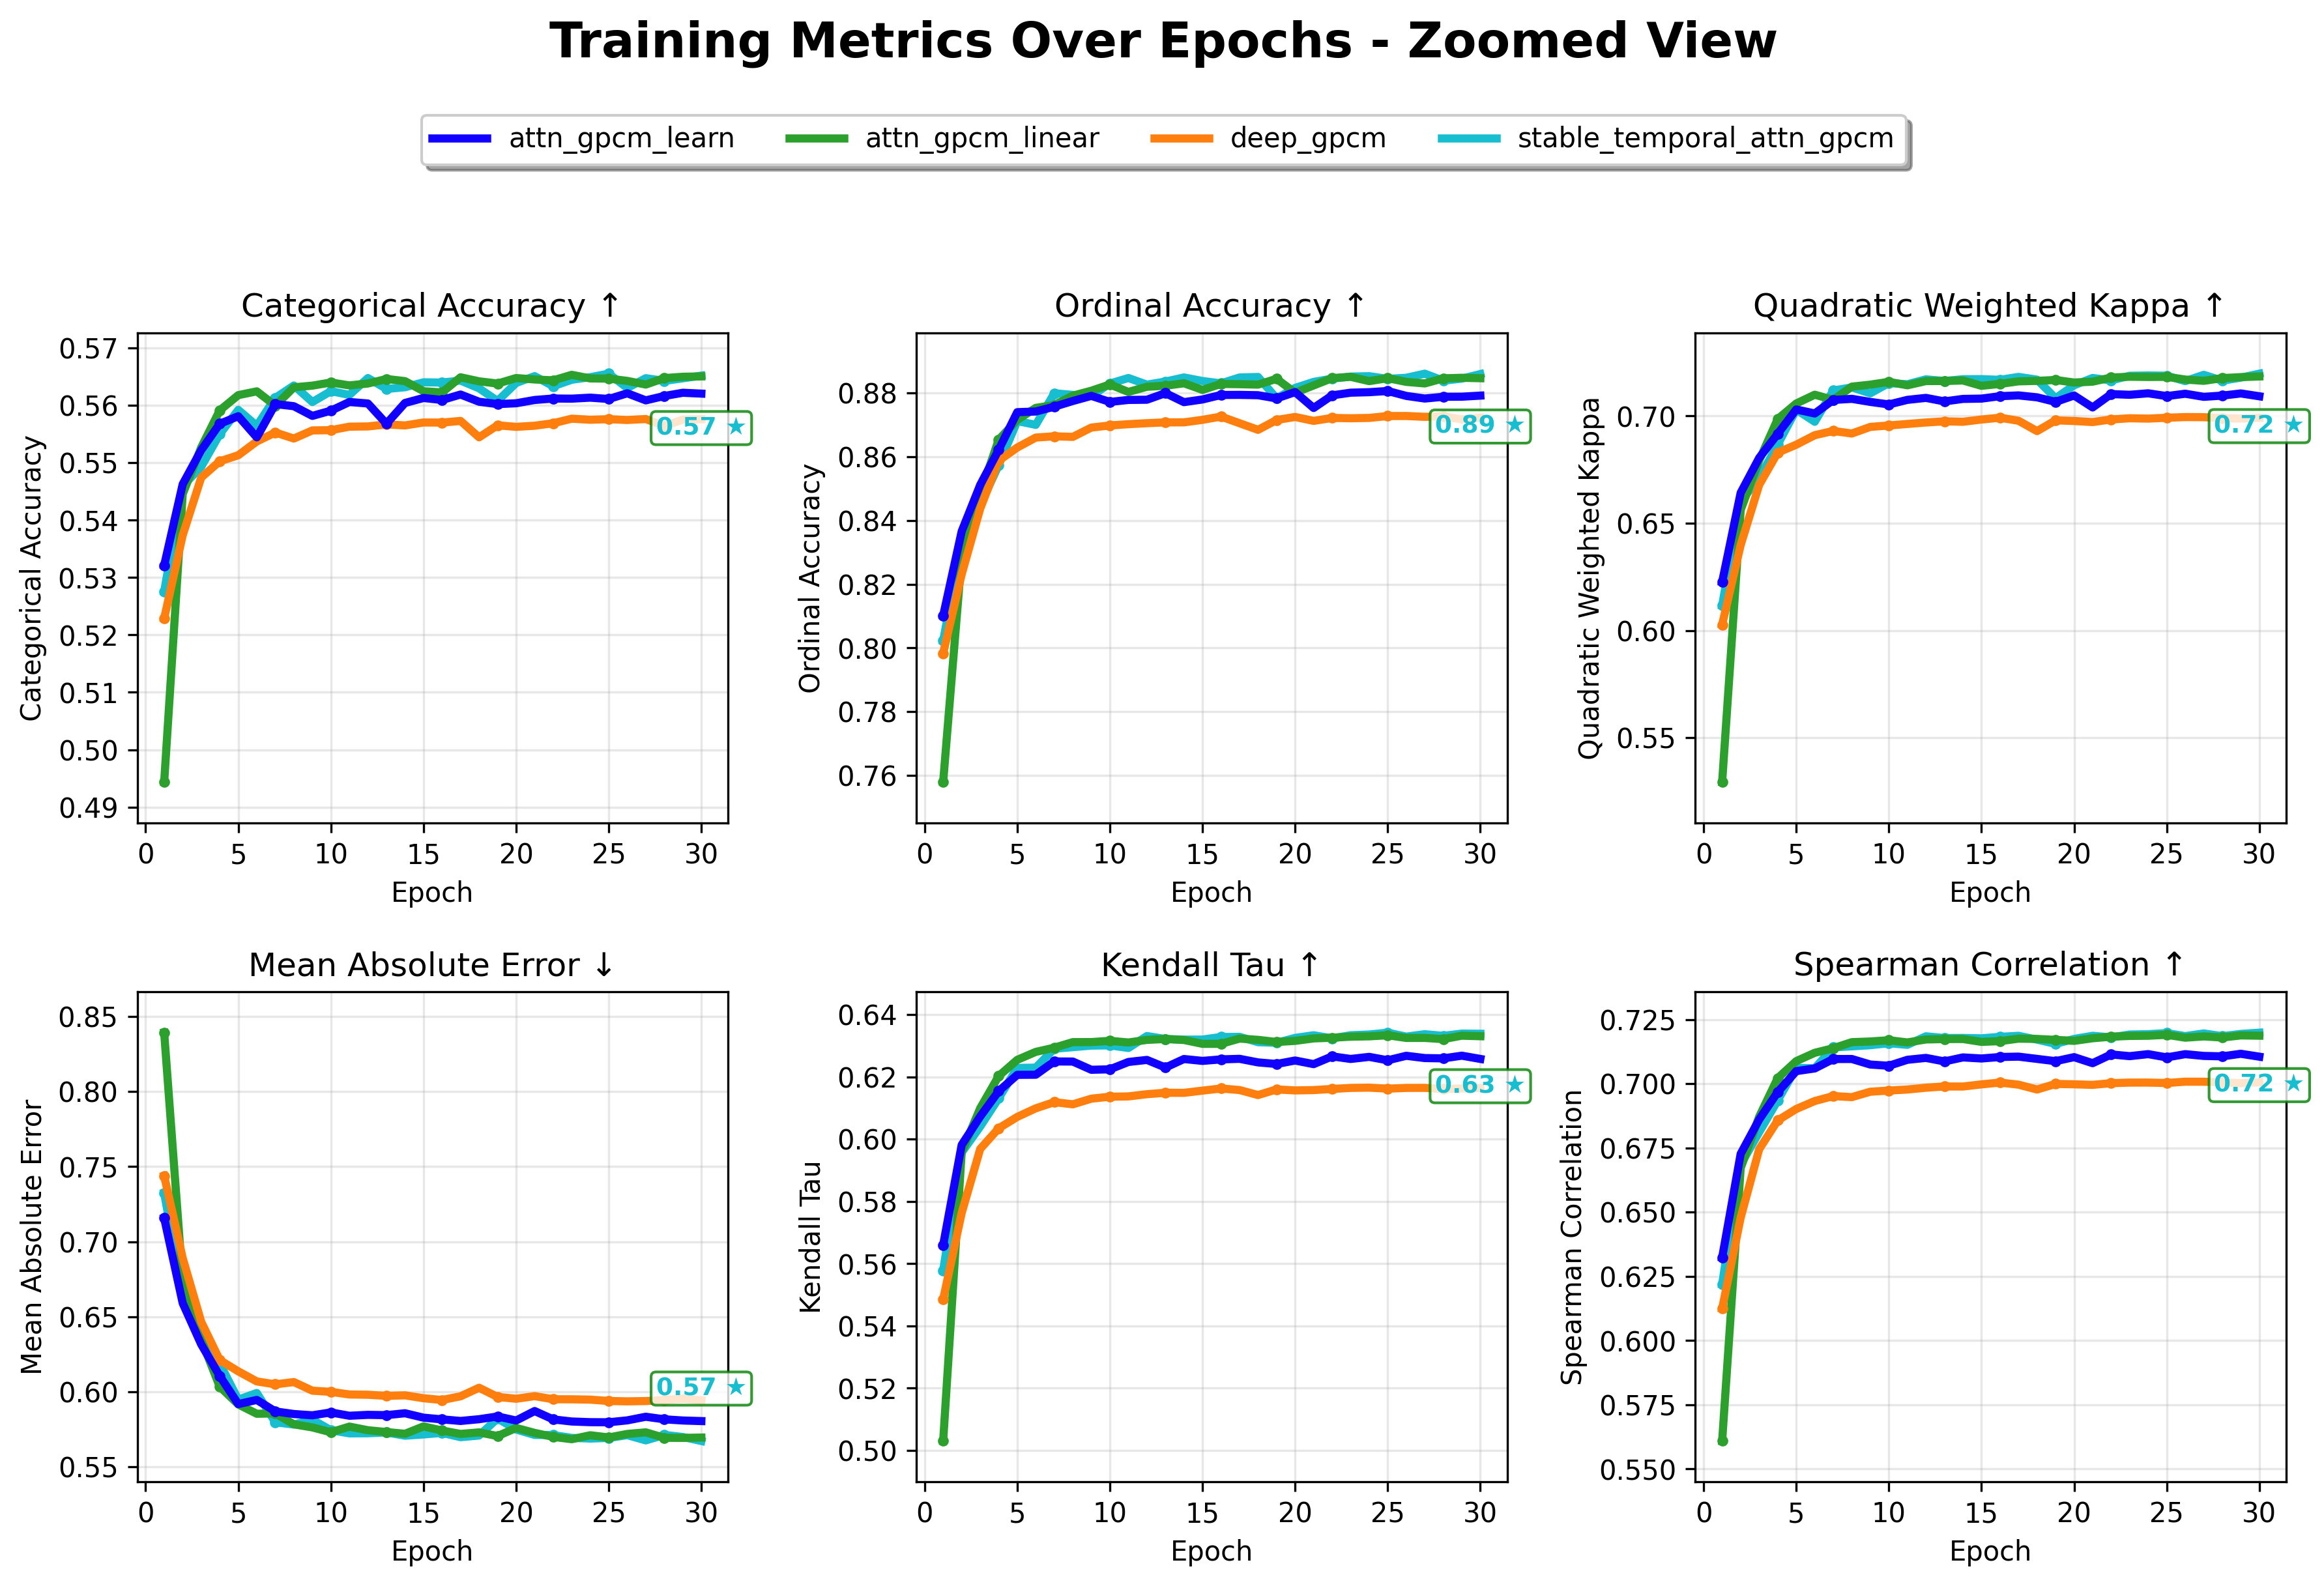 Training Metrics Over Epochs - Zoomed View
attn_gpcm_learn attn_gpcm_linear deep_gpcm stable_temporal_attn_gpcm
Categorical Accuracy ↑
Categorical Accuracy
0.57
0.56
0.55
0.54
0.53
0.52
0.51
0.50
0.49
0.57 ★
0 5 10 15 20 25 30
Epoch
Ordinal Accuracy ↑
Ordinal Accuracy
0.88
0.86
0.84
0.82
0.80
0.78
0.76
0.89 ★
0 5 10 15 20 25 30
Epoch
Quadratic Weighted Kappa ↑
Quadratic Weighted Kappa
0.70
0.65
0.60
0.55
0.72 ★
0 5 10 15 20 25 30
Epoch
Mean Absolute Error ↓
Mean Absolute Error
0.85
0.80
0.75
0.70
0.65
0.60
0.55
0.57 ★
0 5 10 15 20 25 30
Epoch
Kendall Tau ↑
Kendall Tau
0.64
0.62
0.60
0.58
0.56
0.54
0.52
0.50
0.63 ★
0 5 10 15 20 25 30
Epoch
Spearman Correlation ↑
Spearman Correlation
0.725
0.700
0.675
0.650
0.625
0.600
0.575
0.550
0.72 ★
0 5 10 15 20 25 30
Epoch